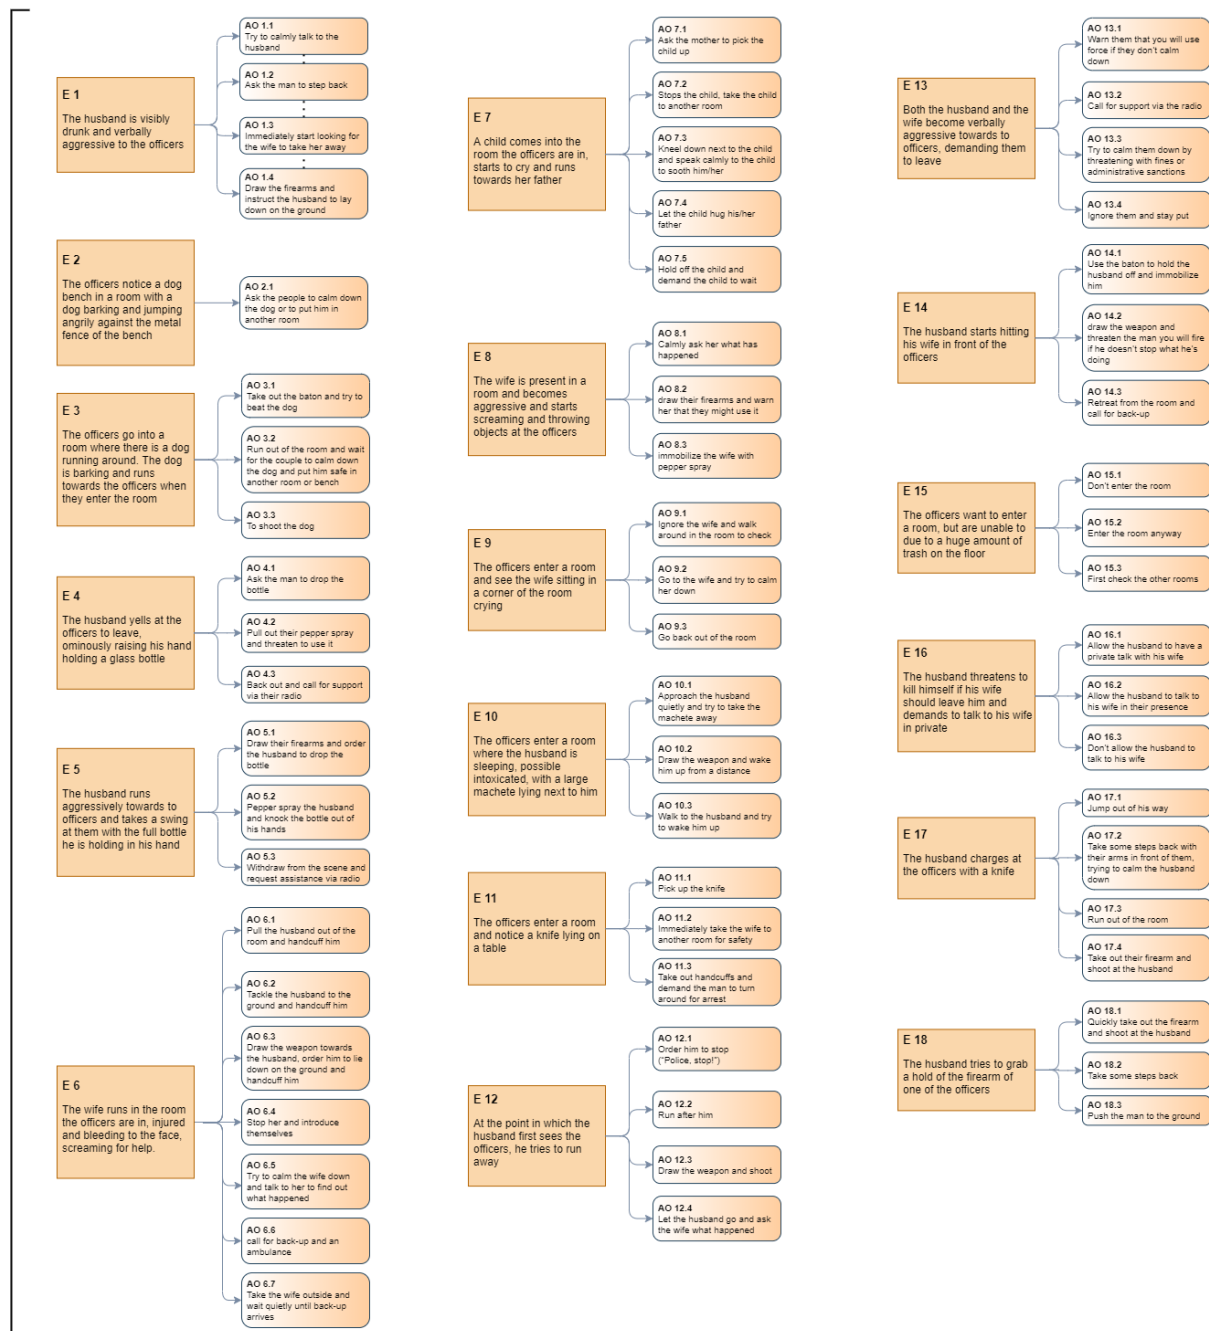 E 1
The husband is visibly
drunk and verbally
aggressive to the officers
AO 1.1
Try to calmly talk to the
husband
AO 1.2
Ask the man to step back
AO 1.3
Immediately start looking for
the wife to take her away
AO 1.4
Draw the firearms and
instruct the husband to lay
down on the ground
E 2
The officers notice a dog
bench in a room with a
dog barking and jumping
angrily against the metal
fence of the bench
AO 2.1
Ask the people to calm down
the dog or to put him in
another room
E 3
The officers go into a
room where there is a dog
running around. The dog
is barking and runs
towards the officers when
they enter the room
AO 3.1
Take out the baton and try to
beat the dog
AO 3.2
Run out of the room and wait
for the couple to calm down
the dog and put him safe in
another room or bench
AO 3.3
To shoot the dog
E 4
The husband yells at the
officers to leave,
ominously raising his hand
holding a glass bottle
AO 4.1
Ask the man to drop the
bottle
AO 4.2
Pull out their pepper spray
and threaten to use it
AO 4.3
Back out and call for support
via their radio
E 5
The husband runs
aggressively towards to
officers and takes a swing
at them with the full bottle
he is holding in his hand
AO 5.1
Draw their firearms and order
the husband to drop the
bottle
AO 5.2
Pepper spray the husband
and knock the bottle out of
his hands
AO 5.3
Withdraw from the scene and
request assistance via radio
E 6
The wife runs in the room
the officers are in, injured
and bleeding to the face,
screaming for help.
AO 6.1
Pull the husband out of the
room and handcuff him
AO 6.2
Tackle the husband to the
ground and handcuff him
AO 6.3
Draw the weapon towards
the husband, order him to lie
down on the ground and
handcuff him
AO 6.4
Stop her and introduce
themselves
AO 6.5
Try to calm the wife down
and talk to her to find out
what happened
AO 6.6
call for back-up and an
ambulance
AO 6.7
Take the wife outside and
wait quietly until back-up
arrives
E 7
A child comes into the
room the officers are in,
starts to cry and runs
towards her father
AO 7.1
Ask the mother to pick the
child up
AO 7.2
Stops the child, take the child
to another room
AO 7.3
Kneel down next to the child
and speak calmly to the child
to sooth him/her
AO 7.4
Let the child hug his/her
father
AO 7.5
Hold off the child and
demand the child to wait
E 8
The wife is present in a
room and becomes
aggressive and starts
screaming and throwing
objects at the officers
AO 8.1
Calmly ask her what has
happened
AO 8.2
draw their firearms and warn
her that they might use it
AO 8.3
immobilize the wife with
pepper spray
E 9
The officers enter a room
and see the wife sitting in
a corner of the room
crying
AO 9.1
Ignore the wife and walk
around in the room to check
AO 9.2
Go to the wife and try to calm
her down
AO 9.3
Go back out of the room
E 10
The officers enter a room
where the husband is
sleeping, possible
intoxicated, with a large
machete lying next to him
AO 10.1
Approach the husband
quietly and try to take the
machete away
AO 10.2
Draw the weapon and wake
him up from a distance
AO 10.3
Walk to the husband and try
to wake him up
E 11
The officers enter a room
and notice a knife lying on
a table
AO 11.1
Pick up the knife
AO 11.2
Immediately take the wife to
another room for safety
AO 11.3
Take out handcuffs and
demand the man to turn
around for arrest
E 12
At the point in which the
husband first sees the
officers, he tries to run
away
AO 12.1
Order him to stop
("Police, stop!")
AO 12.2
Run after him
AO 12.3
Draw the weapon and shoot
AO 12.4
Let the husband go and ask
the wife what happened
E 13
Both the husband and the
wife become verbally
aggressive towards to
officers, demanding them
to leave
AO 13.1
Warn them that you will use
force if they don't calm
down
AO 13.2
Call for support via the radio
AO 13.3
Try to calm them down by
threatening with fines or
administrative sanctions
AO 13.4
Ignore them and stay put
E 14
The husband starts hitting
his wife in front of the
officers
AO 14.1
Use the baton to hold the
husband off and immobilize
him
AO 14.2
draw the weapon and
threaten the man you will fire
if he doesn't stop what he's
doing
AO 14.3
Retreat from the room and
call for back-up
E 15
The officers want to enter
a room, but are unable to
due to a huge amount of
trash on the floor
AO 15.1
Don't enter the room
AO 15.2
Enter the room anyway
AO 15.3
First check the other rooms
E 16
The husband threatens to
kill himself if his wife
should leave him and
demands to talk to his wife
in private
AO 16.1
Allow the husband to have a
private talk with his wife
AO 16.2
Allow the husband to talk to
his wife in their presence
AO 16.3
Don't allow the husband to
talk to his wife
E 17
The husband charges at
the officers with a knife
AO 17.1
Jump out of his way
AO 17.2
Take some steps back with
their arms in front of them,
trying to calm the husband
down
AO 17.3
Run out of the room
AO 17.4
Take out their firearm and
shoot at the husband
E 18
The husband tries to grab
a hold of the firearm of
one of the officers
AO 18.1
Quickly take out the firearm
and shoot at the husband
AO 18.2
Take some steps back
AO 18.3
Push the man to the ground